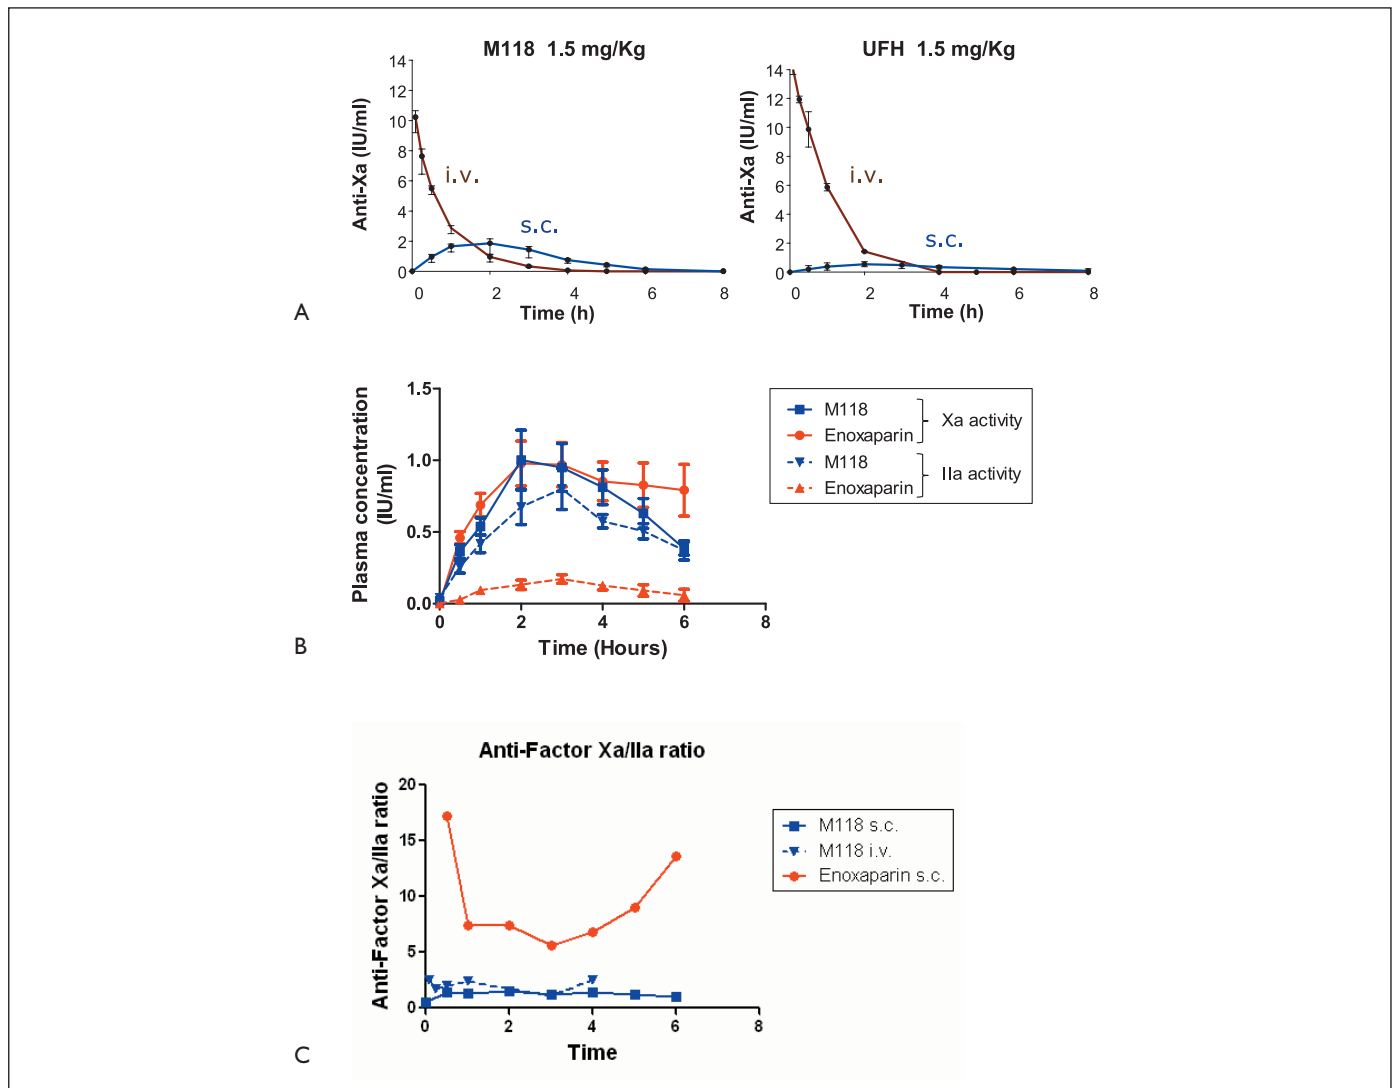 M118 1.5 mg/Kg
14
12
10
8
6
4
2
0
Anti-Xa (IU/ml)
i.v.
s.c.
0 2 4 6 8
Time (h)
UFH 1.5 mg/Kg
14
12
10
8
6
4
2
0
Anti-Xa (IU/ml)
i.v.
s.c.
0 2 4 6 8
Time (h)
A
1.5
1.0
0.5
0.0
Plasma concentration
(IU/ml)
0 2 4 6 8
Time (Hours)
M118
Enoxaparin
Xa activity
M118
Enoxaparin
IIa activity
B
Anti-Factor Xa/IIa ratio
20
15
10
5
0
Anti-Factor Xa/IIa ratio
0 2 4 6 8
Time
M118 s.c.
M118 i.v.
Enoxaparin s.c.
C